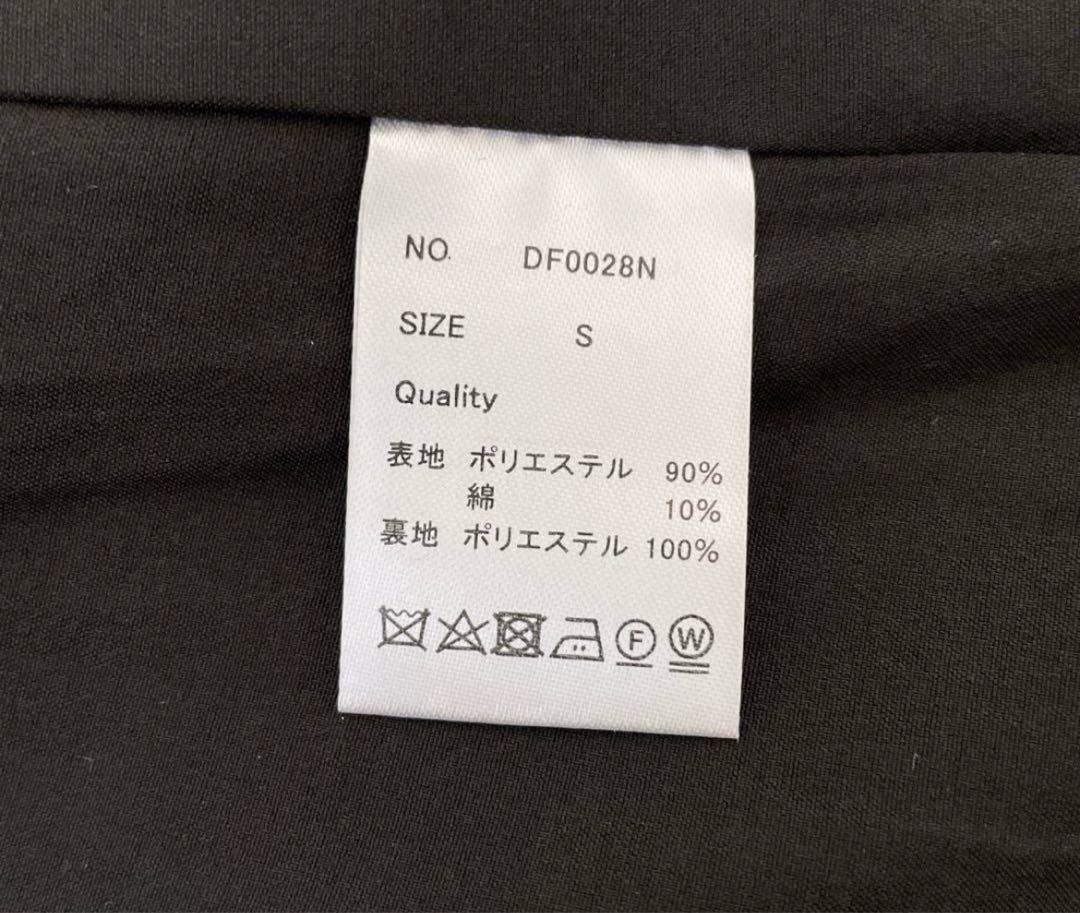 NO. DF0028N
SIZE S
Quality
表地 ポリエステル 90%
綿 10%
裏地 ポリエステル 100%
F W